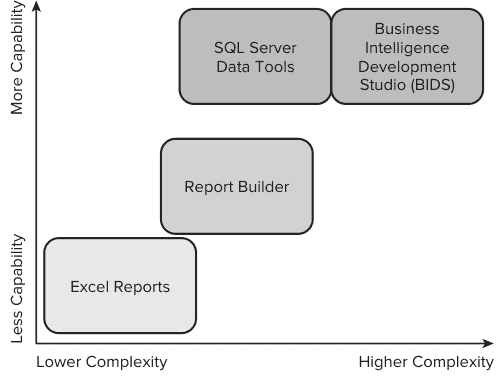 More Capability
SQL Server
Data Tools
Business
Intelligence
Development
Studio (BIDS)
Report Builder
Less Capability
Excel Reports
Lower Complexity
Higher Complexity